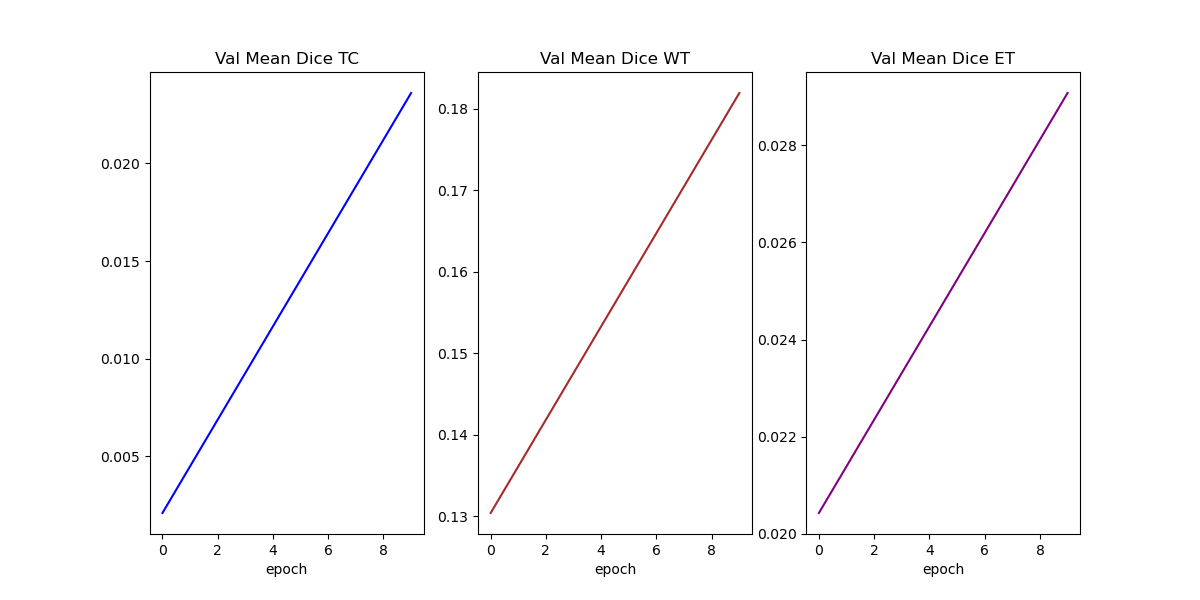 Val Mean Dice TC
0.020
0.015
0.010
0.005
0 2 4 6 8
epoch
Val Mean Dice WT
0.18
0.17
0.16
0.15
0.14
0.13
0 2 4 6 8
epoch
Val Mean Dice ET
0.028
0.026
0.024
0.022
0.020
0 2 4 6 8
epoch